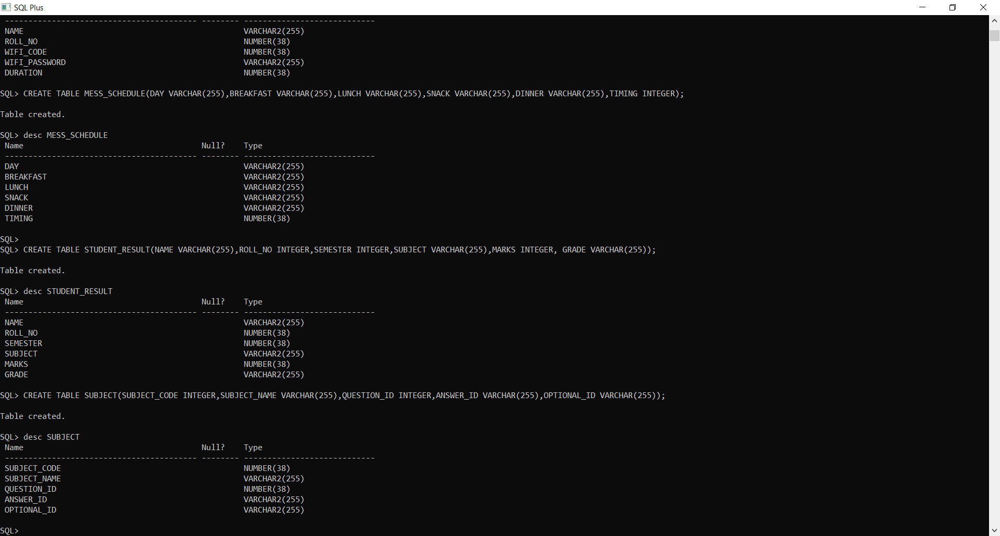 SQL Plus
---------------------------------------- -------- ----------------------------
NAME VARCHAR2(255)
ROLL_NO NUMBER(38)
WIFI_CODE NUMBER(38)
WIFI_PASSWORD VARCHAR2(255)
DURATION NUMBER(38)
SQL> CREATE TABLE MESS_SCHEDULE(DAY VARCHAR(255),BREAKFAST VARCHAR(255),LUNCH VARCHAR(255),SNACK VARCHAR(255),DINNER VARCHAR(255),TIMING INTEGER);
Table created.
SQL> desc MESS_SCHEDULE
Name Null? Type
---------------------------------------- -------- ----------------------------
DAY VARCHAR2(255)
BREAKFAST VARCHAR2(255)
LUNCH VARCHAR2(255)
SNACK VARCHAR2(255)
DINNER VARCHAR2(255)
TIMING NUMBER(38)
SQL>
SQL> CREATE TABLE STUDENT_RESULT(NAME VARCHAR(255),ROLL_NO INTEGER,SEMESTER INTEGER,SUBJECT VARCHAR(255),MARKS INTEGER, GRADE VARCHAR(255));
Table created.
SQL> desc STUDENT_RESULT
Name Null? Type
---------------------------------------- -------- ----------------------------
NAME VARCHAR2(255)
ROLL_NO NUMBER(38)
SEMESTER NUMBER(38)
SUBJECT VARCHAR2(255)
MARKS NUMBER(38)
GRADE VARCHAR2(255)
SQL> CREATE TABLE SUBJECT(SUBJECT_CODE INTEGER,SUBJECT_NAME VARCHAR(255),QUESTION_ID INTEGER,ANSWER_ID VARCHAR(255),OPTIONAL_ID VARCHAR(255));
Table created.
SQL> desc SUBJECT
Name Null? Type
---------------------------------------- -------- ----------------------------
SUBJECT_CODE NUMBER(38)
SUBJECT_NAME VARCHAR2(255)
QUESTION_ID NUMBER(38)
ANSWER_ID VARCHAR2(255)
OPTIONAL_ID VARCHAR2(255)
SQL>